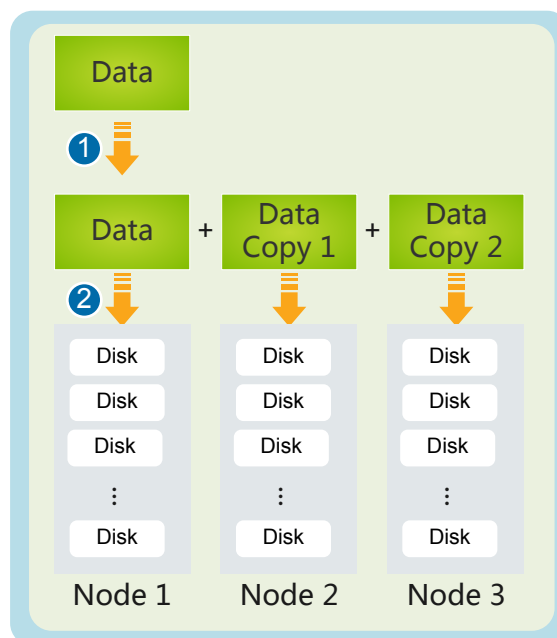 Data
1
Data + Data Copy 1 + Data Copy 2
2
Disk Disk Disk
Disk Disk Disk
Disk Disk Disk
⋮ ⋮ ⋮
Disk Disk Disk
Node 1 Node 2 Node 3